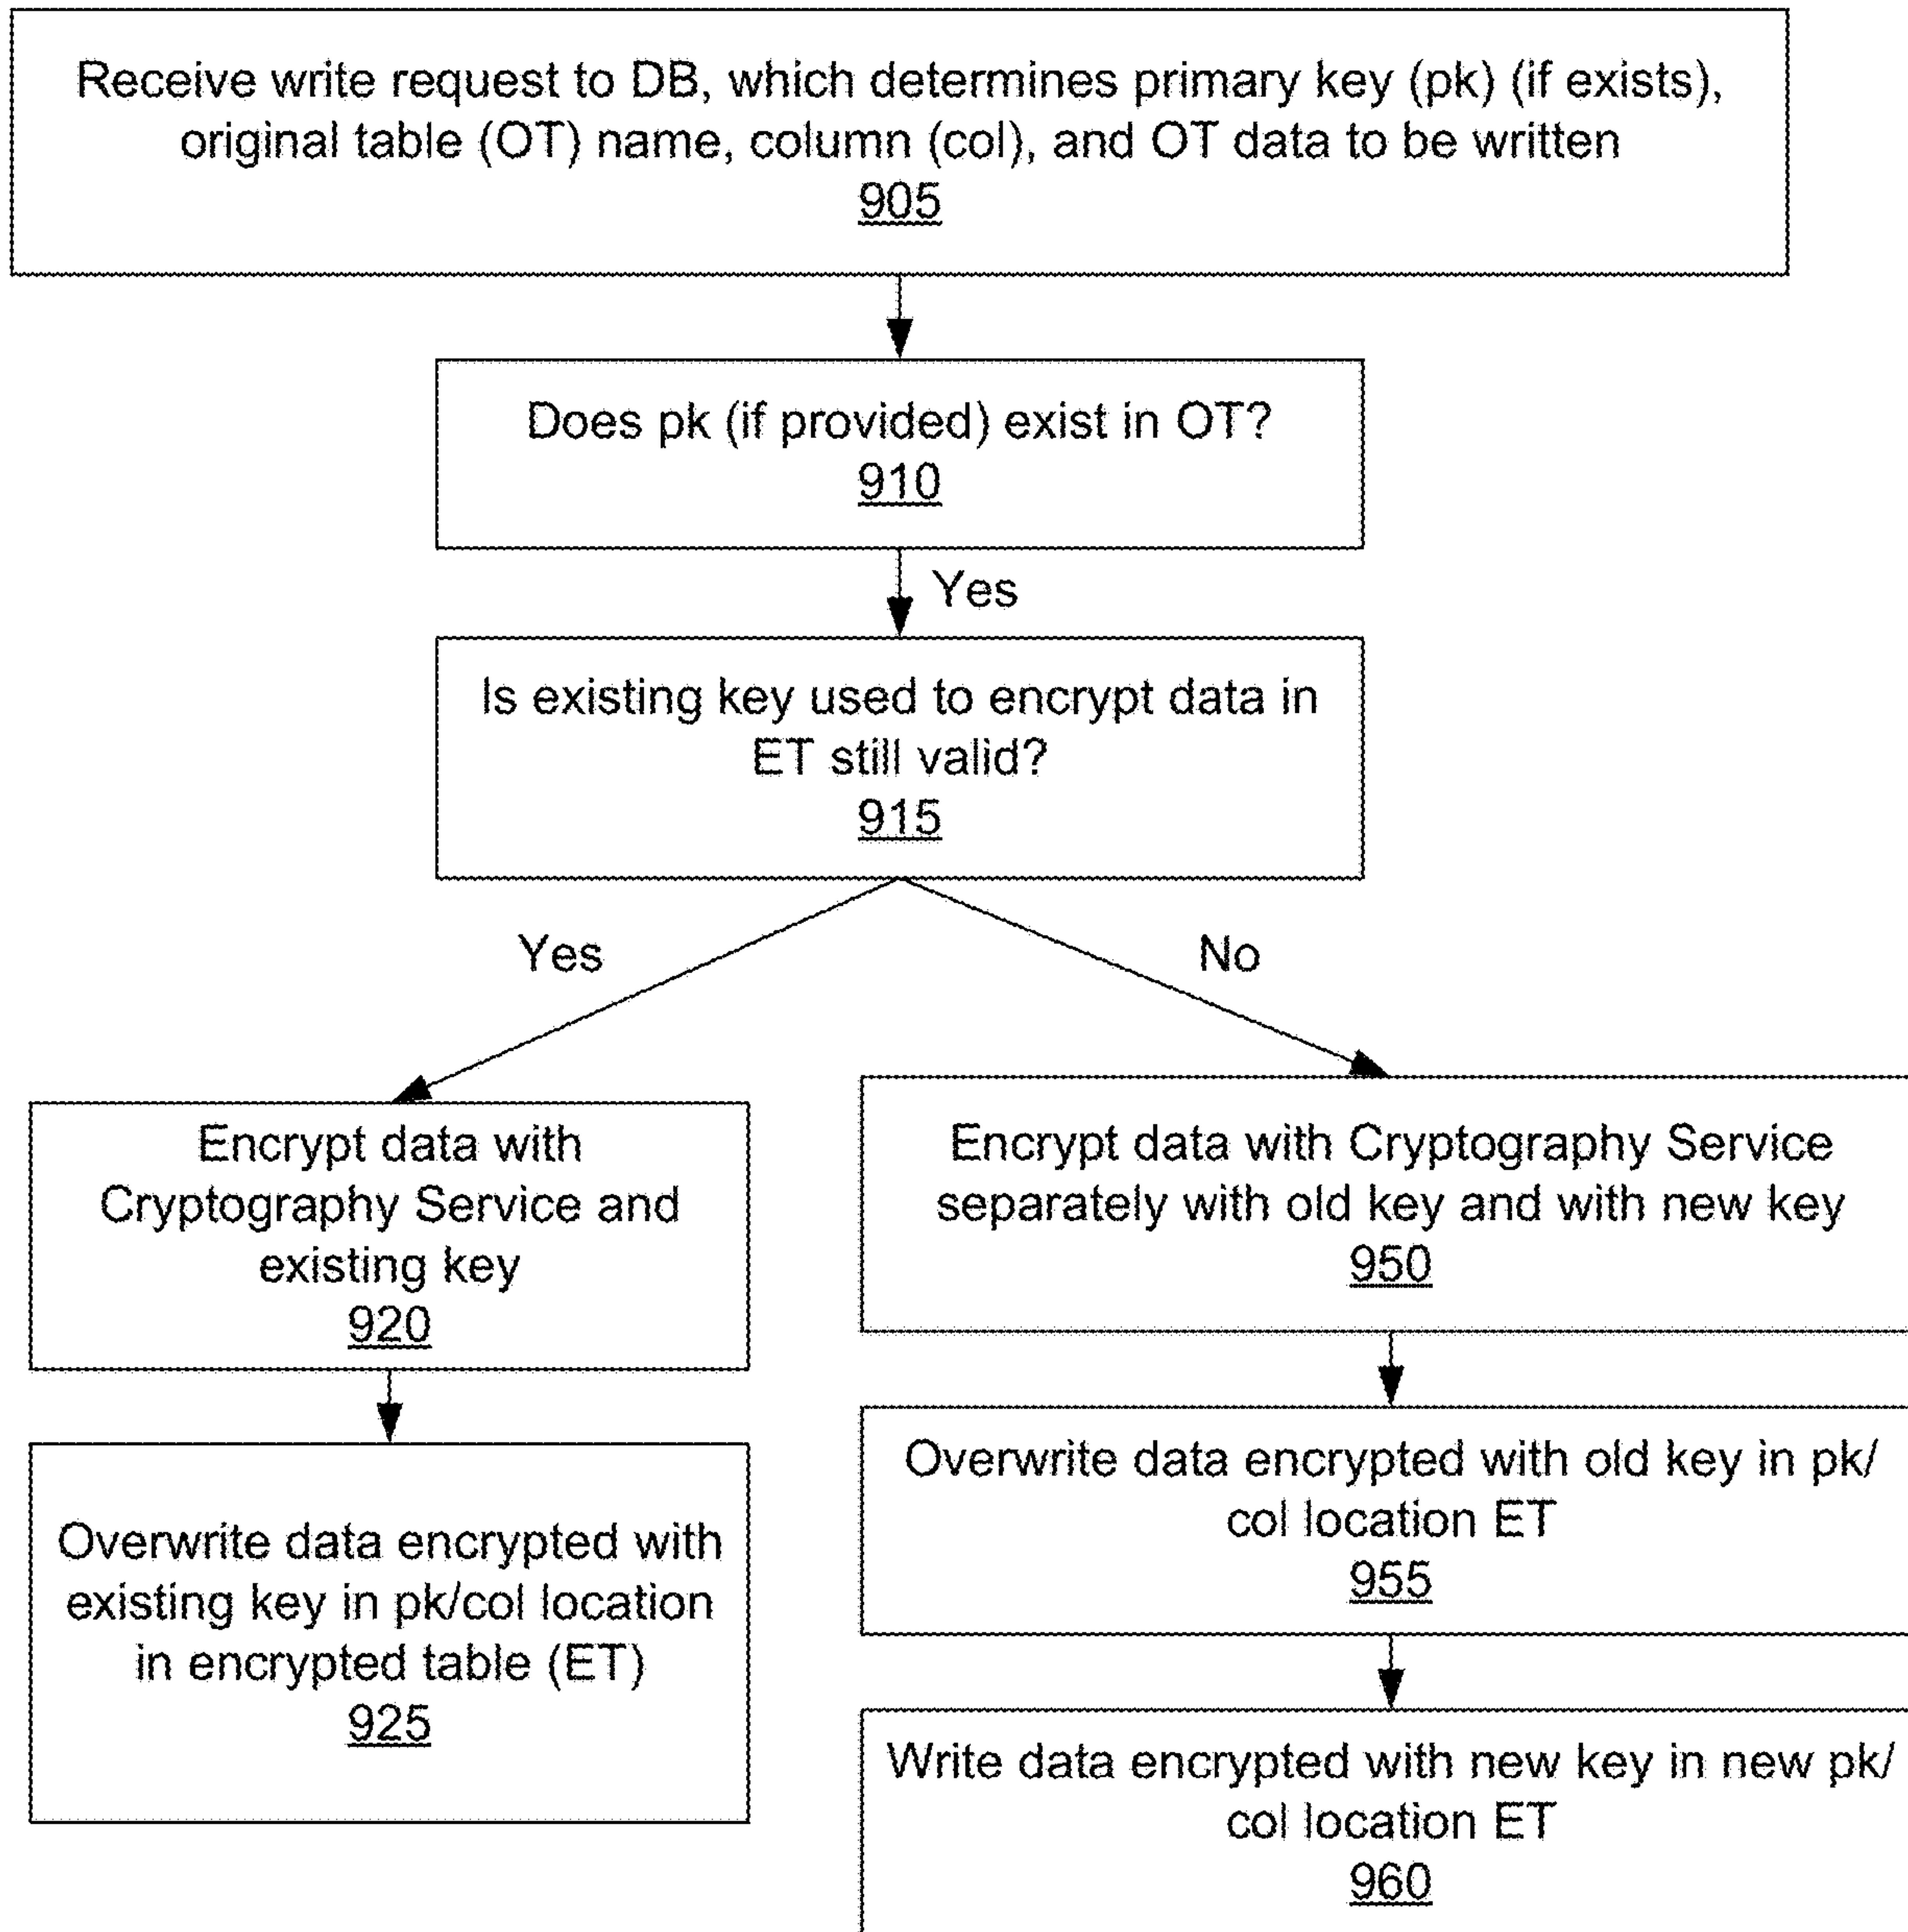 Receive write request to DB, which determines primary key (pk) (if exists),
original table (OT) name, column (col), and OT data to be written
905
Does pk (if provided) exist in OT?
910
Yes
Is existing key used to encrypt data in
ET still valid?
915
Yes
No
Encrypt data with
Cryptography Service and
existing key
920
Encrypt data with Cryptography Service
separately with old key and with new key
950
Overwrite data encrypted with
existing key in pk/col location
in encrypted table (ET)
925
Overwrite data encrypted with old key in pk/
col location ET
955
Write data encrypted with new key in new pk/
col location ET
960